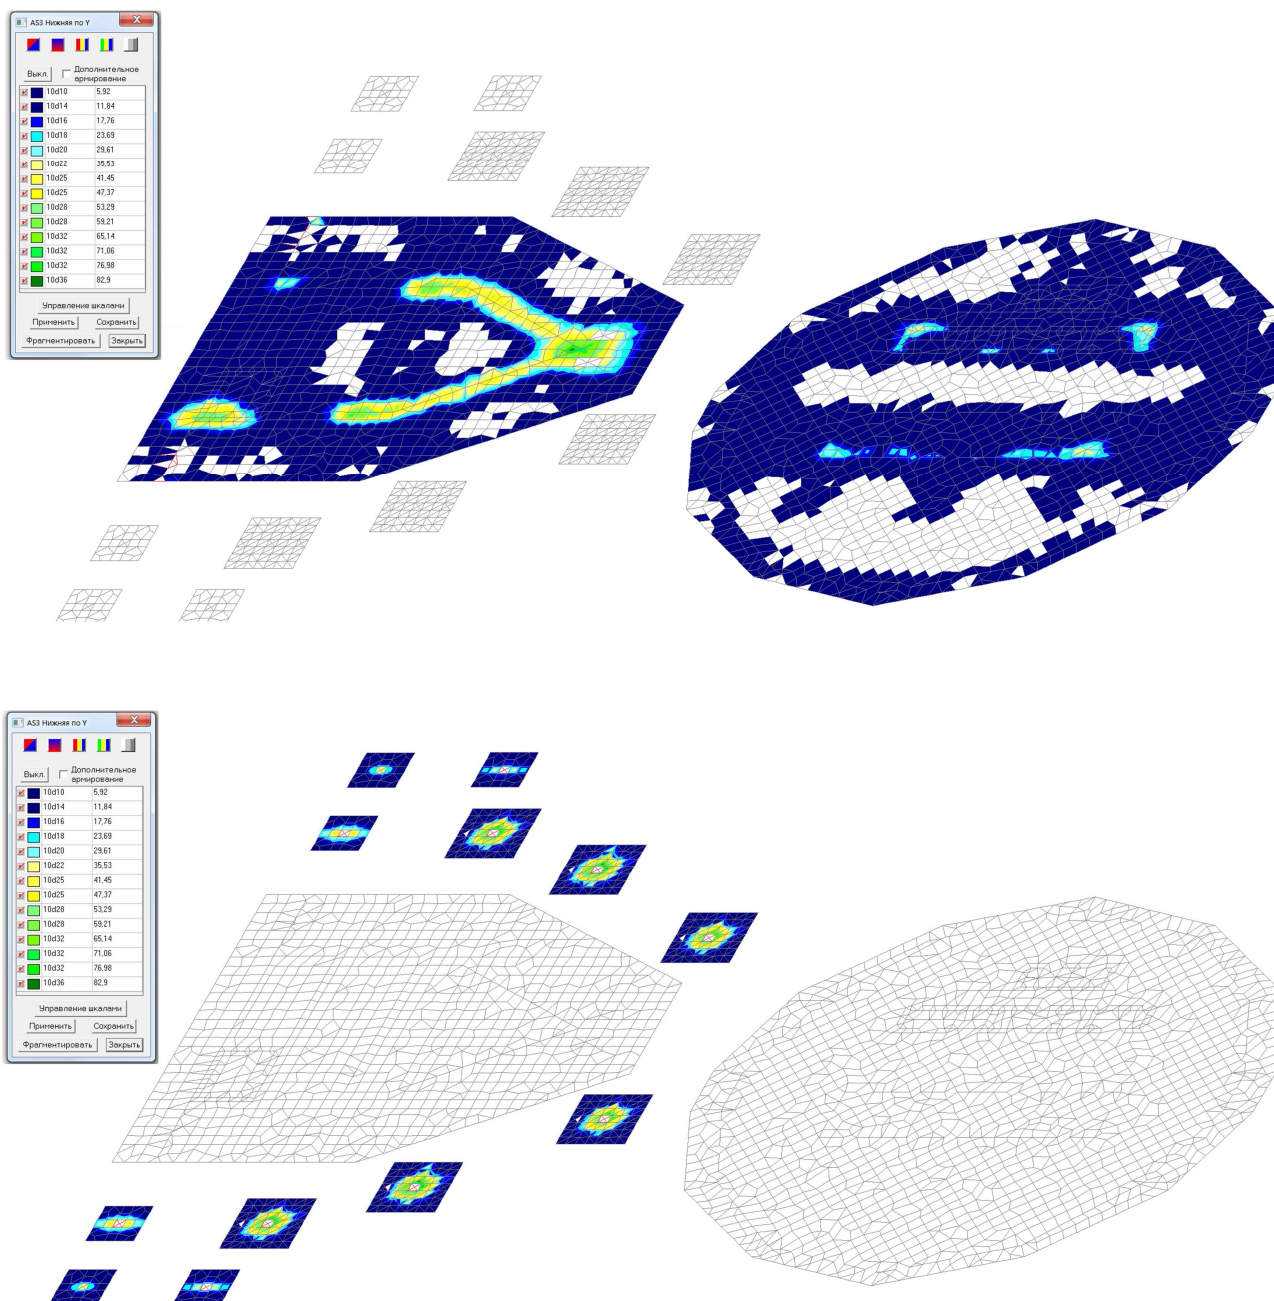 AS3 Нижняя по Y
Выкл.
Дополнительное
армирование
10d10 5,92
10d14 11,84
10d16 17,76
10d18 23,69
10d20 29,61
10d22 35,53
10d25 41,45
10d25 47,37
10d28 53,29
10d28 59,21
10d32 65,14
10d32 71,06
10d32 76,98
10d36 82,9
Управление шкалами
Применить Сохранить
Фрагментировать Закрыть
AS3 Нижняя по Y
Выкл.
Дополнительное
армирование
10d10 5,92
10d14 11,84
10d16 17,76
10d18 23,69
10d20 29,61
10d22 35,53
10d25 41,45
10d25 47,37
10d28 53,29
10d28 59,21
10d32 65,14
10d32 71,06
10d32 76,98
10d36 82,9
Управление шкалами
Применить Сохранить
Фрагментировать Закрыть